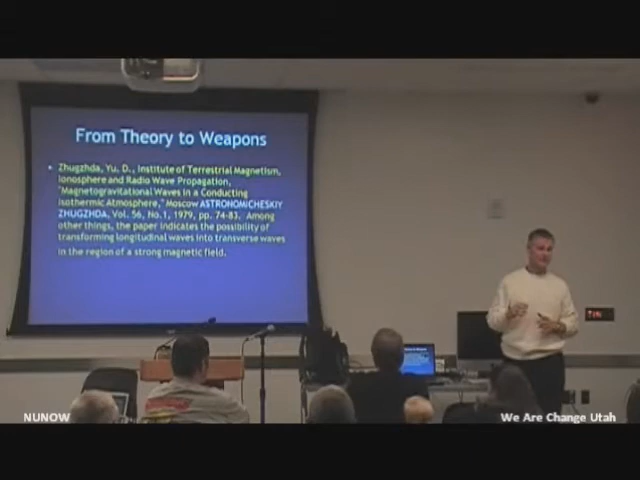 From Theory to Weapons
• Zhugzhda, Yu. D., Institute of Terrestrial Magnetism,
Ionosphere and Radio Wave Propagation,
"Magnetogravitational Waves in a Conducting
Isothermic Atmosphere," Moscow ASTRONOMICHESKIY
ZHUGZHDA, Vol. 56, No.1, 1979, pp. 74-83. Among
other things, the paper indicates the possibility of
transforming longitudinal waves into transverse waves
in the region of a strong magnetic field.
NUNOW
We Are Change Utah